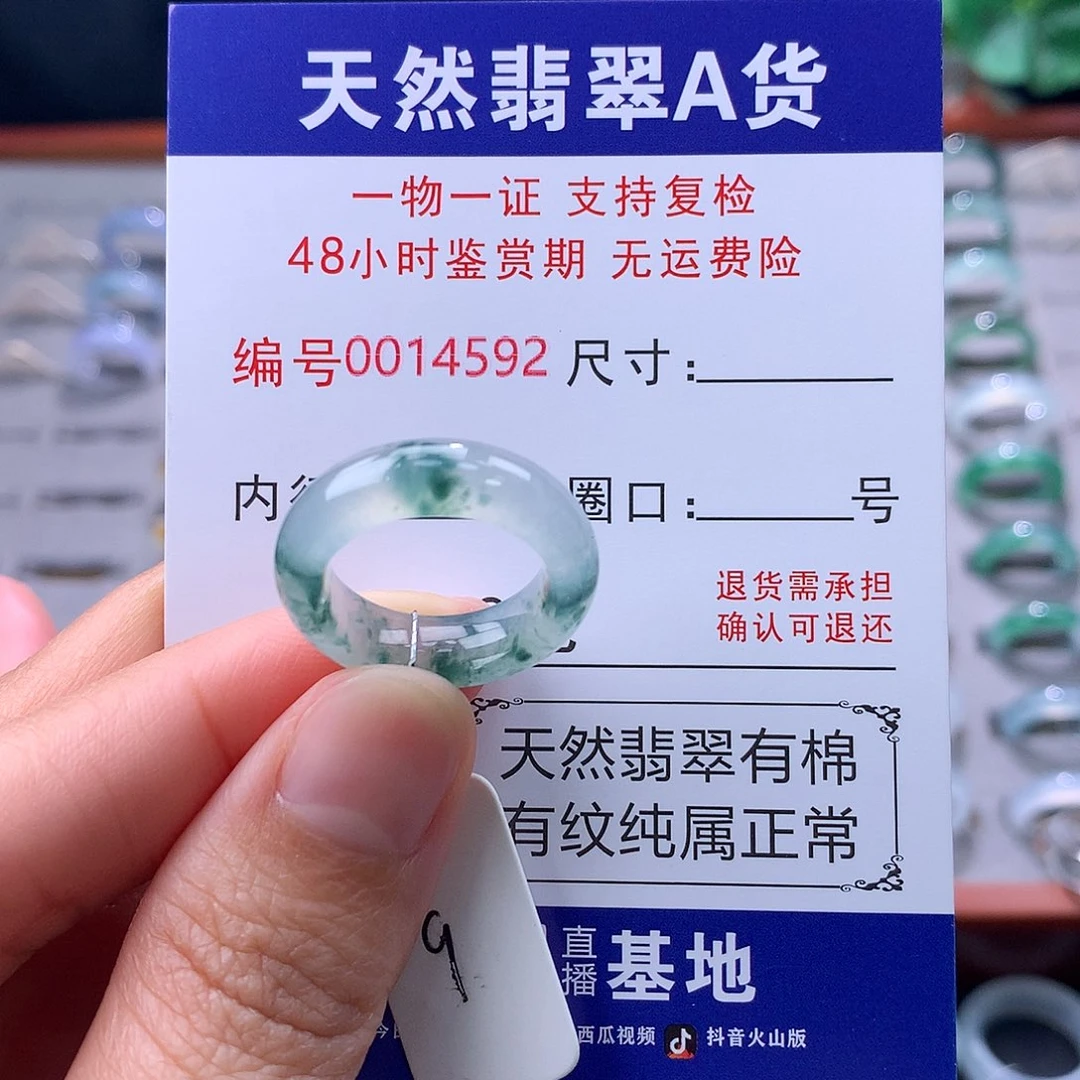 天然翡翠A货
一物一证 支持复检
48小时鉴赏期 无运费险
编号0014592 尺寸:
内 圈口: 号
退货需承担
确认可退还
天然翡翠有棉
有纹纯属正常
直播基地
西瓜视频 抖音火山版
9